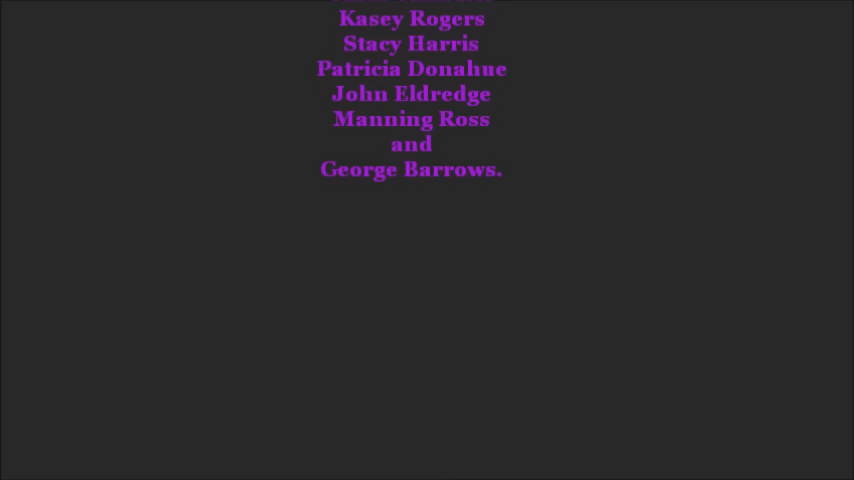 Kasey Rogers
Stacy Harris
Patricia Donahue
John Eldredge
Manning Ross
and
George Barrows.